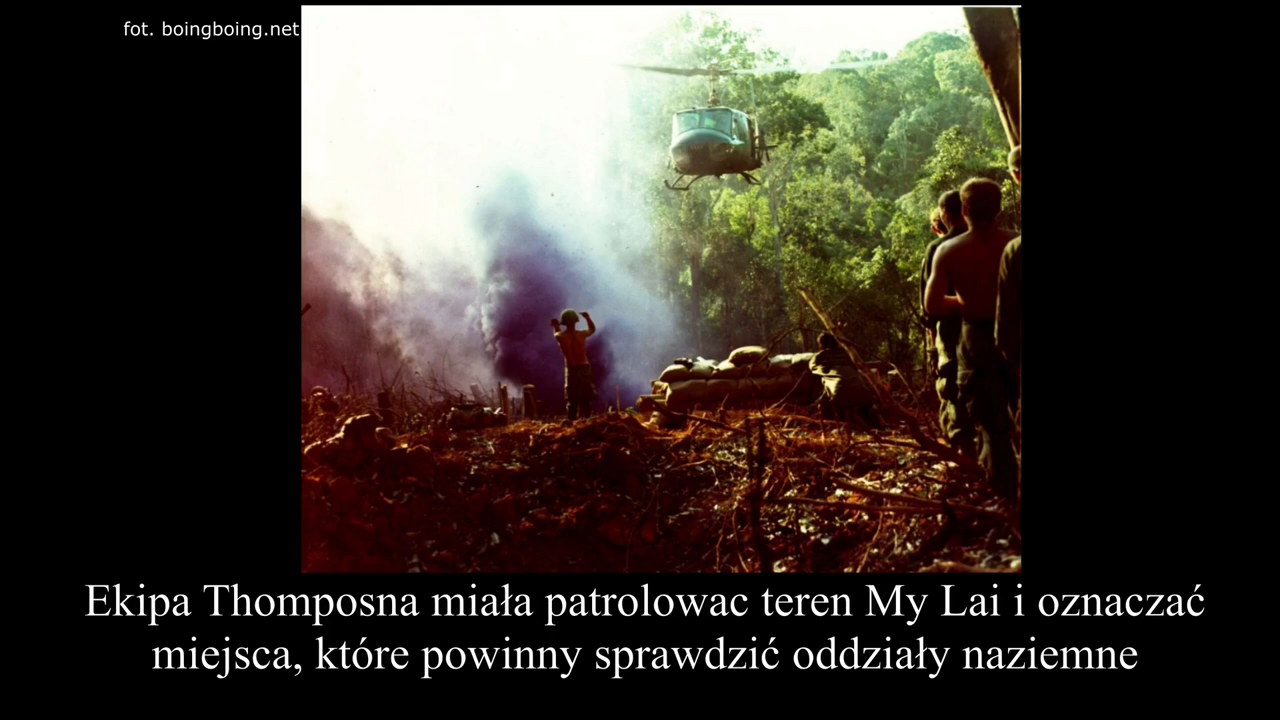 fot. boingboing.net
Ekipa Thomposna miała patrolowac teren My Lai i oznaczać
miejsca, które powinny sprawdzić oddziały naziemne